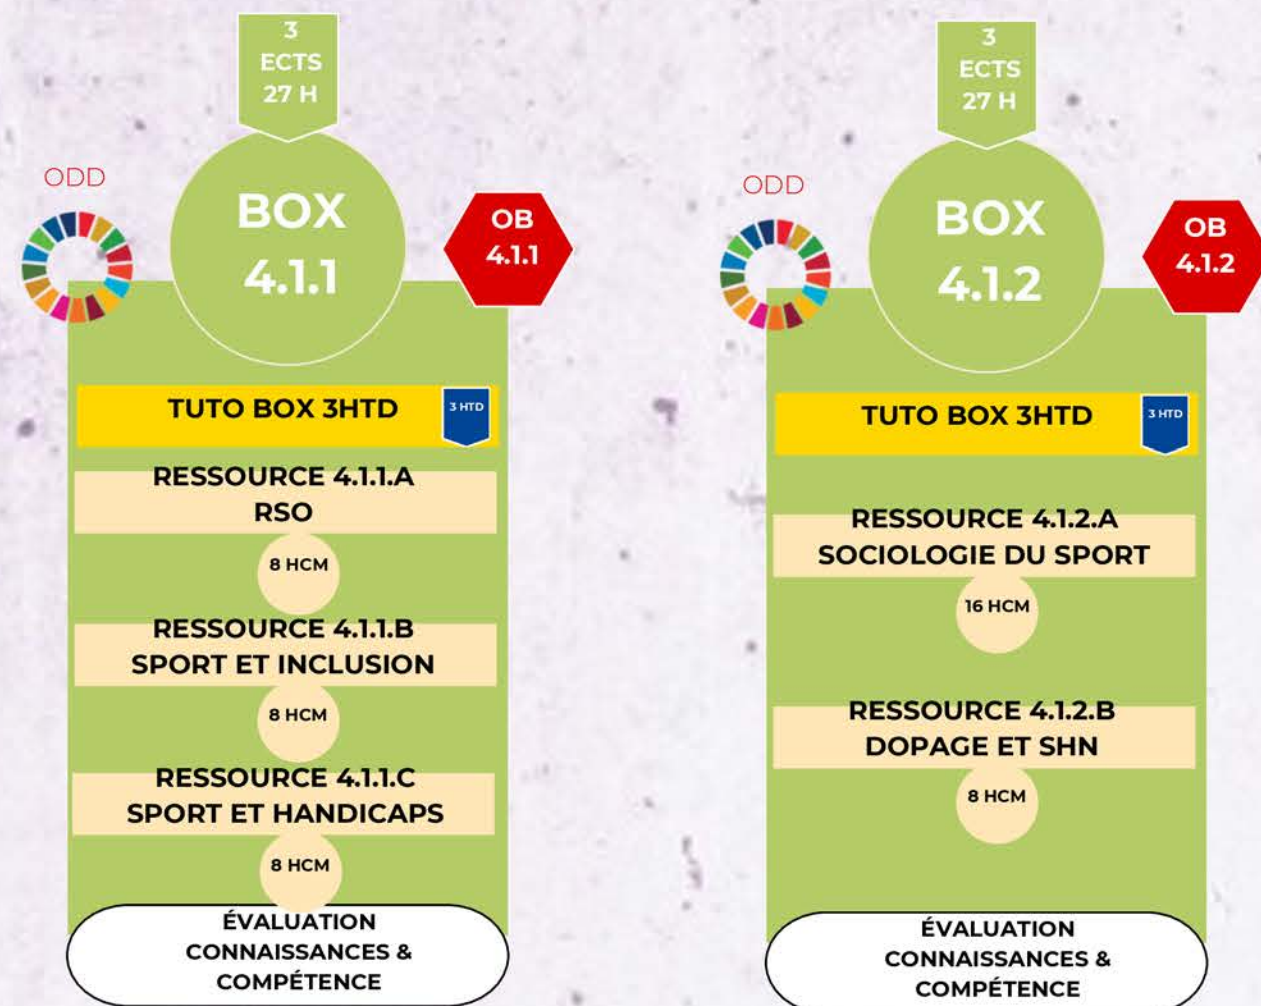 3
ECTS
27 H
ODD
BOX
4.1.1
OB
4.1.1
TUTO BOX 3HTD
3 HTD
RESSOURCE 4.1.1.A
RSO
8 HCM
RESSOURCE 4.1.1.B
SPORT ET INCLUSION
8 HCM
RESSOURCE 4.1.1.C
SPORT ET HANDICAPS
8 HCM
ÉVALUATION
CONNAISSANCES &
COMPÉTENCE
3
ECTS
27 H
ODD
BOX
4.1.2
OB
4.1.2
TUTO BOX 3HTD
3 HTD
RESSOURCE 4.1.2.A
SOCIOLOGIE DU SPORT
16 HCM
RESSOURCE 4.1.2.B
DOPAGE ET SHN
8 HCM
ÉVALUATION
CONNAISSANCES &
COMPÉTENCE